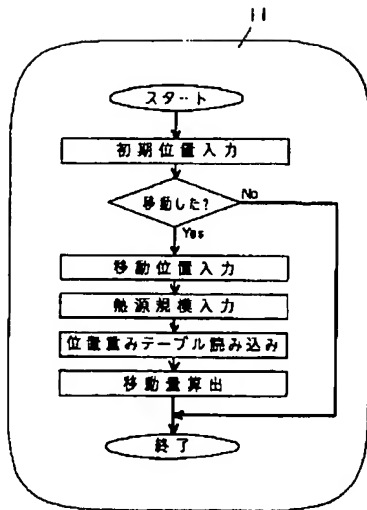 11
スタート
初期位置入力
移動した?
No
Yes
移動位置入力
熱源規模入力
位置重みテーブル読み込み
移動量算出
終了